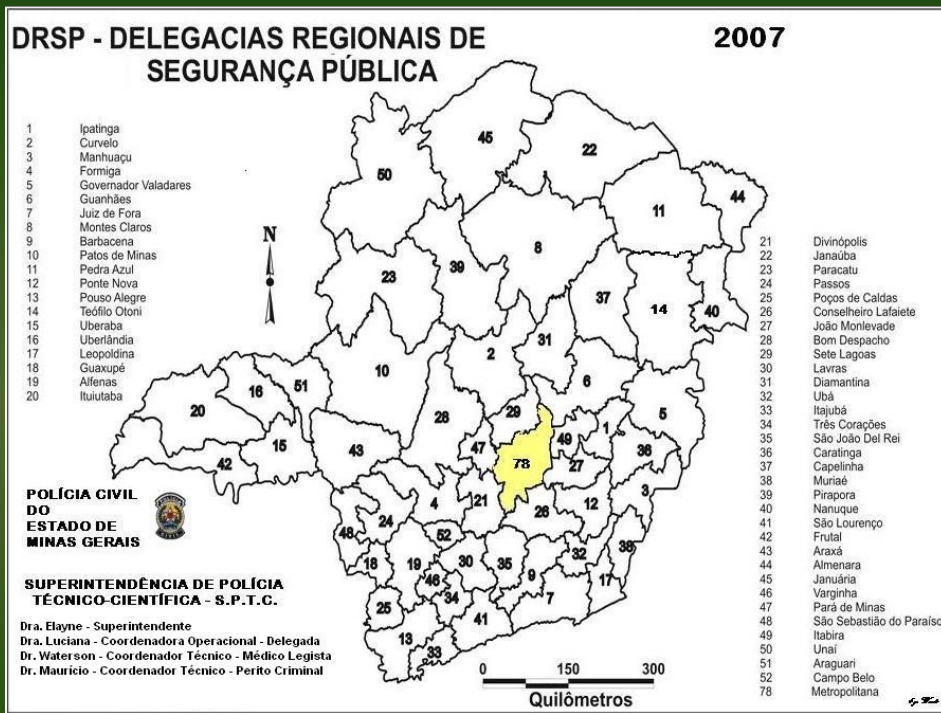 DRSP - DELEGACIAS REGIONAIS DE
SEGURANÇA PÚBLICA
2007
1 Ipatinga
2 Curvelo
3 Manhuaçu
4 Formiga
5 Governador Valadares
6 Guanhães
7 Juiz de Fora
8 Montes Claros
9 Barbacena
10 Patos de Minas
11 Pedra Azul
12 Ponte Nova
13 Pouso Alegre
14 Teófilo Otoni
15 Uberaba
16 Uberlândia
17 Leopoldina
18 Guaxupé
19 Alfenas
20 Ituiutaba
N
45
22
50
44
11
8
39
23
37
14
40
31
2
10
6
51
16
20
28
29
5
1
49
47
43
15
78
36
42
27
3
21
4
12
26
24
48
52
32
38
30
35
18
19
9
46
17
7
34
25
41
13
33
21 Divinópolis
22 Janaúba
23 Paracatu
24 Passos
25 Poços de Caldas
26 Conselheiro Lafaiete
27 João Monlevade
28 Bom Despacho
29 Sete Lagoas
30 Lavras
31 Diamantina
32 Ubá
33 Itajubá
34 Três Corações
35 São João Del Rei
36 Caratinga
37 Capelinha
38 Muriaé
39 Pirapora
40 Nanuque
41 São Lourenço
42 Frutal
43 Araxá
44 Almenara
45 Januária
46 Varginha
47 Pará de Minas
48 São Sebastião do Paraíso
49 Itabira
50 Unaí
51 Araguari
52 Campo Belo
78 Metropolitana
POLÍCIA CIVIL
DO
ESTADO DE
MINAS GERAIS
SUPERINTENDÊNCIA DE POLÍCIA
TÉCNICO-CIENTÍFICA - S.P.T.C.
Dra. Elayne - Superintendente
Dra. Luciana - Coordenadora Operacional - Delegada
Dr. Waterson - Coordenador Técnico - Médico Legista
Dr. Maurício - Coordenador Técnico - Perito Criminal
0 150 300
Quilômetros